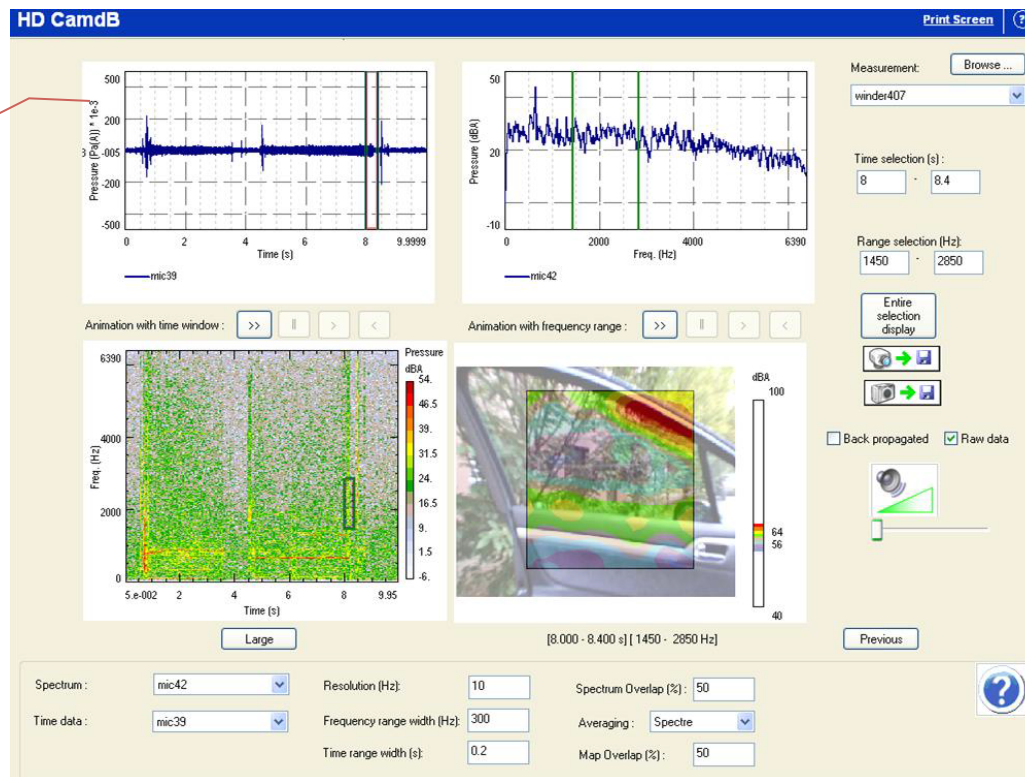 HD CamdB
Print Screen
?
Measurement:
Browse ...
winder407
Time selection (s) :
8 - 8.4
Range selection (Hz):
1450 - 2850
Entire
selection
display
Back propagated
Raw data
Pressure (Pa(A)) * 1e-3
500
200
-.005
-200
-500
0 2 4 6 8 9.9999
Time (s)
mic39
Pressure (dBA)
50
20
-10
0 2000 4000 6390
Freq. (Hz)
mic42
Animation with time window : >> || > <
Animation with frequency range : >> || > <
Freq. (Hz)
6390
4000
2000
0
5.e-002 2 4 6 8 9.95
Time (s)
Pressure
dBA
54.
46.5
39.
31.5
24.
16.5
9.
1.5
-6.
dBA
100
64
56
40
Large
[8.000 - 8.400 s] [ 1450 - 2850 Hz]
Previous
Spectrum :
mic42
Resolution (Hz):
10
Spectrum Overlap (%) :
50
Time data :
mic39
Frequency range width (Hz):
300
Averaging :
Spectre
Time range width (s):
0.2
Map Overlap (%) :
50
?